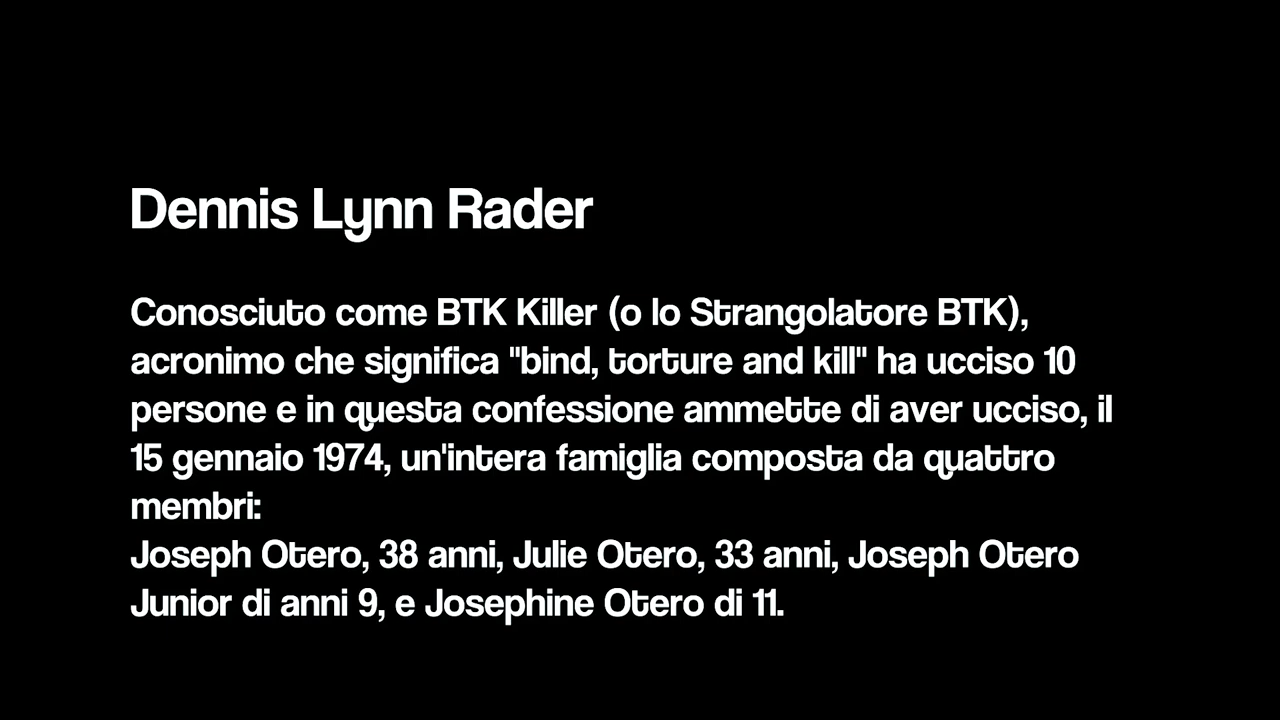 Dennis Lynn Rader
Conosciuto come BTK Killer (o lo Strangolatore BTK),
acronimo che significa "bind, torture and kill" ha ucciso 10
persone e in questa confessione ammette di aver ucciso, il
15 gennaio 1974, un'intera famiglia composta da quattro
membri:
Joseph Otero, 38 anni, Julie Otero, 33 anni, Joseph Otero
Junior di anni 9, e Josephine Otero di 11.